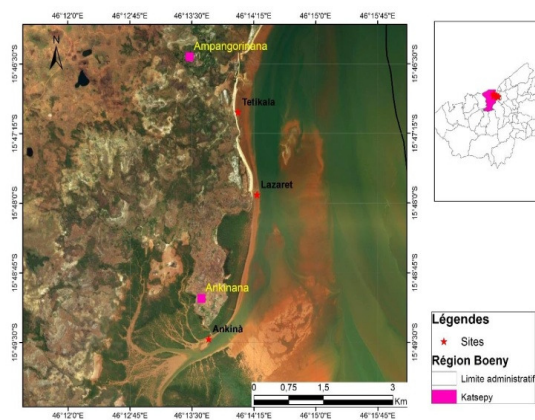 46°12'0"E 46°12'45"E 46°13'30"E 46°14'15"E 46°15'0"E 46°15'45"E
N
Ampangorinana
Tetikala
Lazaret
Ankinana
Ankinà
15°46'30"S
15°47'15"S
15°48'0"S
15°48'45"S
15°49'30"S
15°46'30"S
15°47'15"S
15°48'0"S
15°48'45"S
15°49'30"S
0 0,75 1,5 3
Km
46°12'0"E 46°12'45"E 46°13'30"E 46°14'15"E 46°15'0"E 46°15'45"E
Légendes
Sites
Région Boeny
Limite administratif
Katsepy